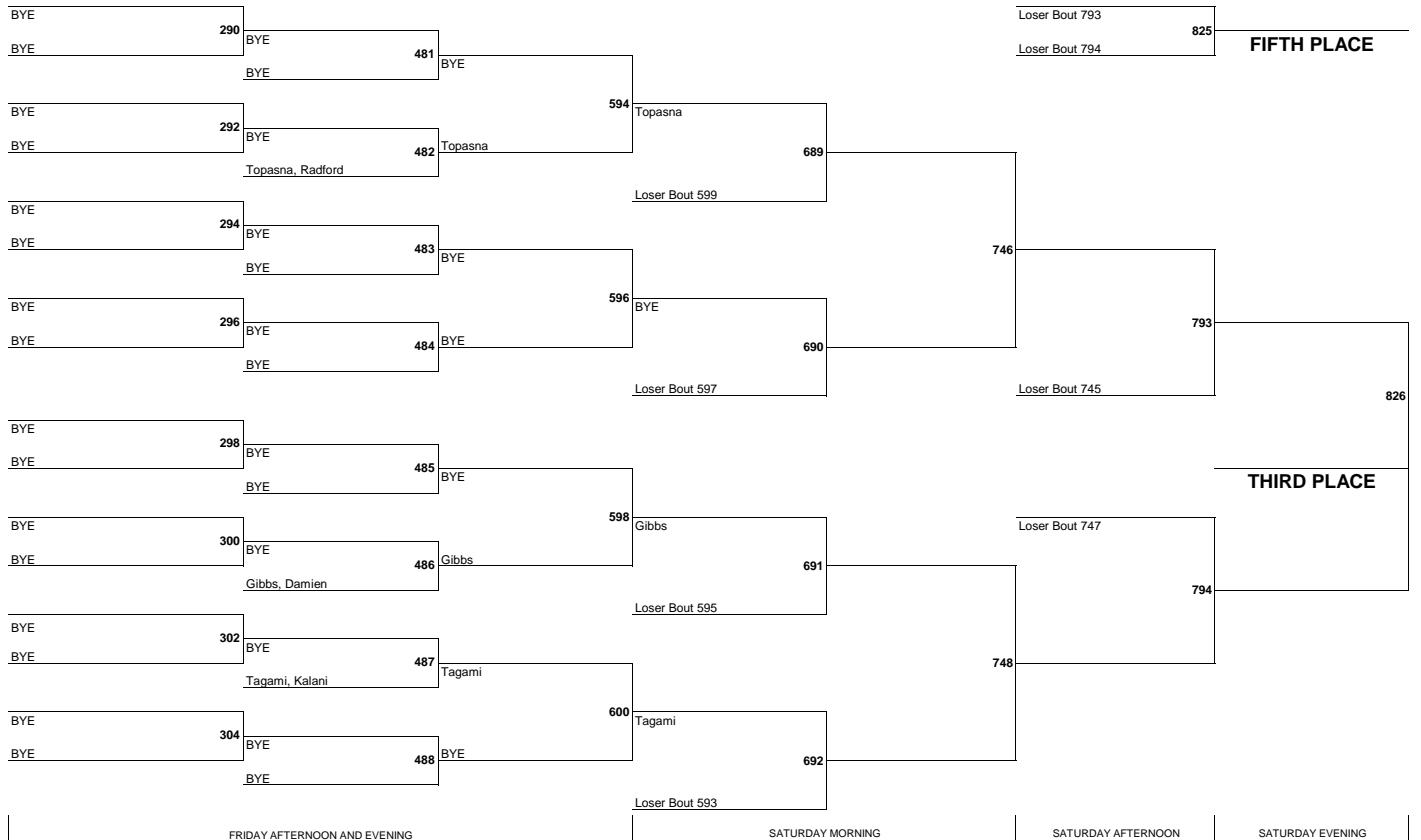 BYE
290
BYE
BYE
481
BYE
BYE
594
Topasna
BYE
292
BYE
BYE
482
Topasna
Topasna, Radford
689
Loser Bout 599
BYE
294
BYE
BYE
483
BYE
BYE
596
BYE
746
BYE
296
BYE
BYE
484
BYE
BYE
690
Loser Bout 597
793
Loser Bout 745
826
BYE
298
BYE
BYE
485
BYE
BYE
598
Gibbs
BYE
300
BYE
BYE
486
Gibbs
Gibbs, Damien
691
Loser Bout 595
BYE
302
BYE
BYE
487
Tagami
Tagami, Kalani
600
Tagami
748
BYE
304
BYE
BYE
488
BYE
BYE
692
Loser Bout 593
Loser Bout 747
794
Loser Bout 793
825
Loser Bout 794
FIFTH PLACE
THIRD PLACE
FRIDAY AFTERNOON AND EVENING
SATURDAY MORNING
SATURDAY AFTERNOON
SATURDAY EVENING